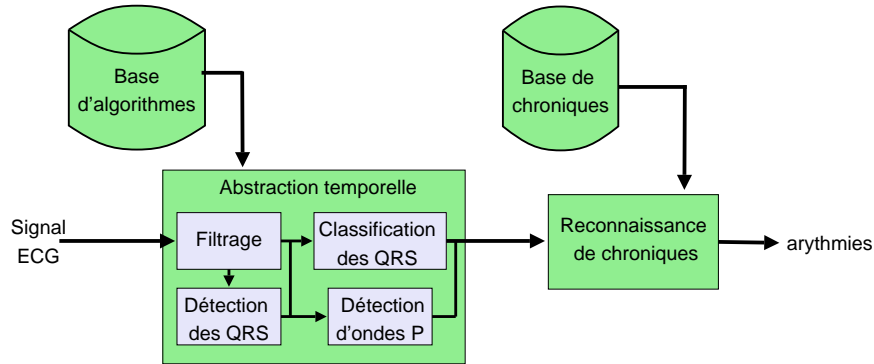 Base
d'algorithmes
Base de
chroniques
Abstraction temporelle
Signal
ECG
Filtrage
Classification
des QRS
Détection
des QRS
Détection
d'ondes P
Reconnaissance
de chroniques
arythmies